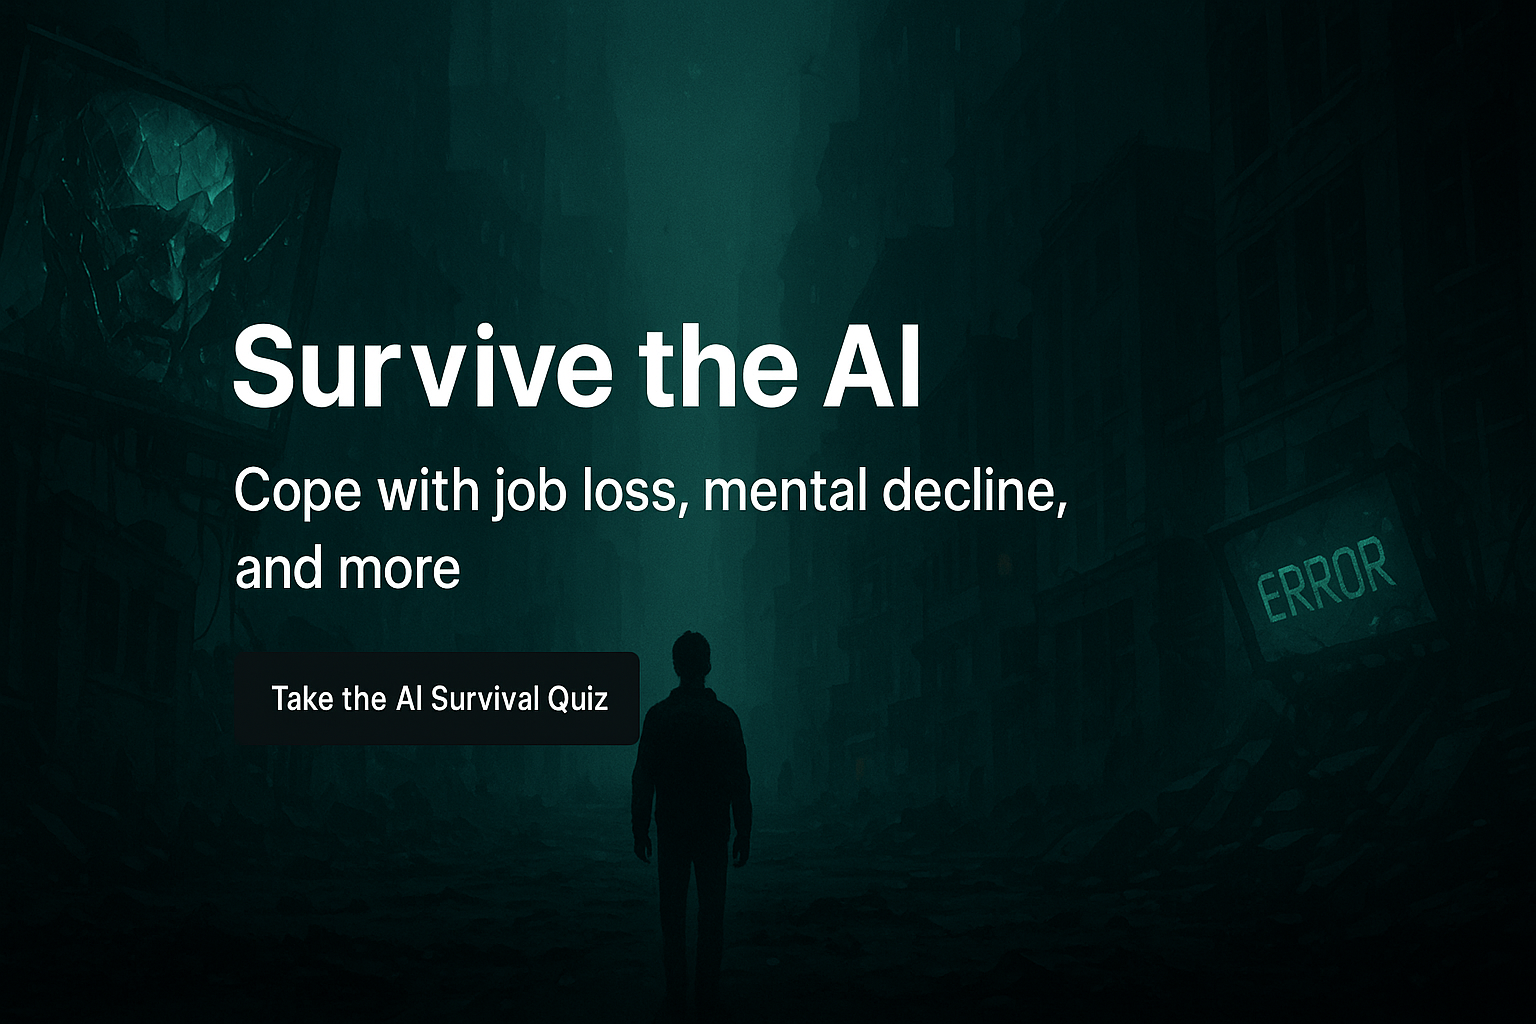 Survive the AI
Cope with job loss, mental decline,
and more
Take the AI Survival Quiz
ERROR